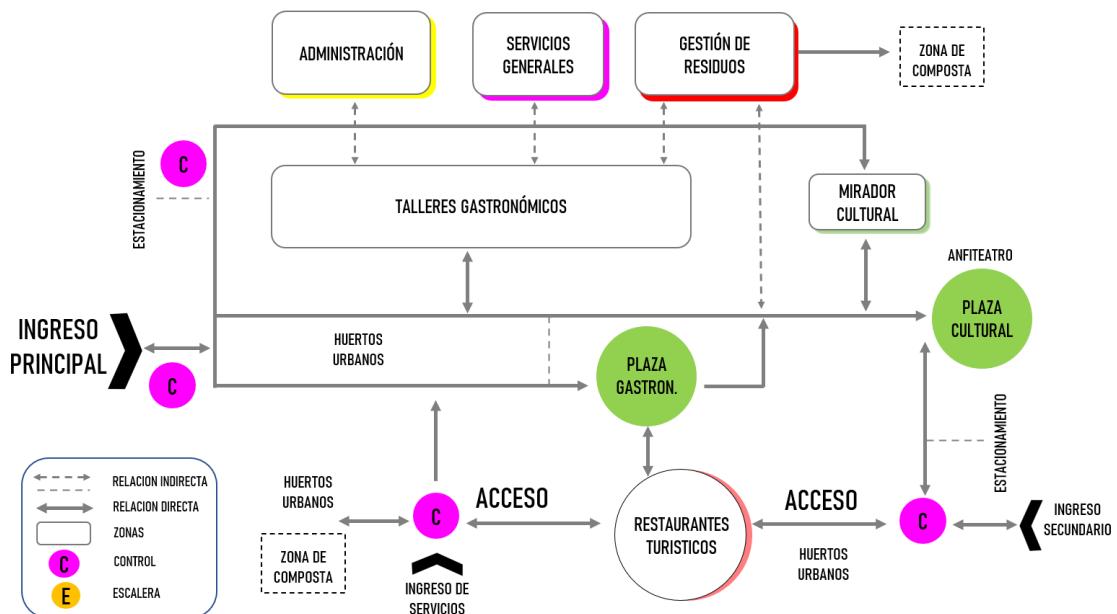 ADMINISTRACIÓN
SERVICIOS
GENERALES
GESTIÓN DE
RESIDUOS
ZONA DE
COMPOSTA
C
ESTACIONAMIENTO
TALLERES GASTRONÓMICOS
MIRADOR
CULTURAL
ANFITEATRO
PLAZA
CULTURAL
INGRESO
PRINCIPAL
C
HUERTOS
URBANOS
PLAZA
GASTRON.
ESTACIONAMIENTO
RELACION INDIRECTA
RELACION DIRECTA
ZONAS
C
CONTROL
E
ESCALERA
HUERTOS
URBANOS
ZONA DE
COMPOSTA
C
ACCESO
INGRESO DE
SERVICIOS
RESTAURANTES
TURISTICOS
ACCESO
HUERTOS
URBANOS
C
INGRESO
SECUNDARIO